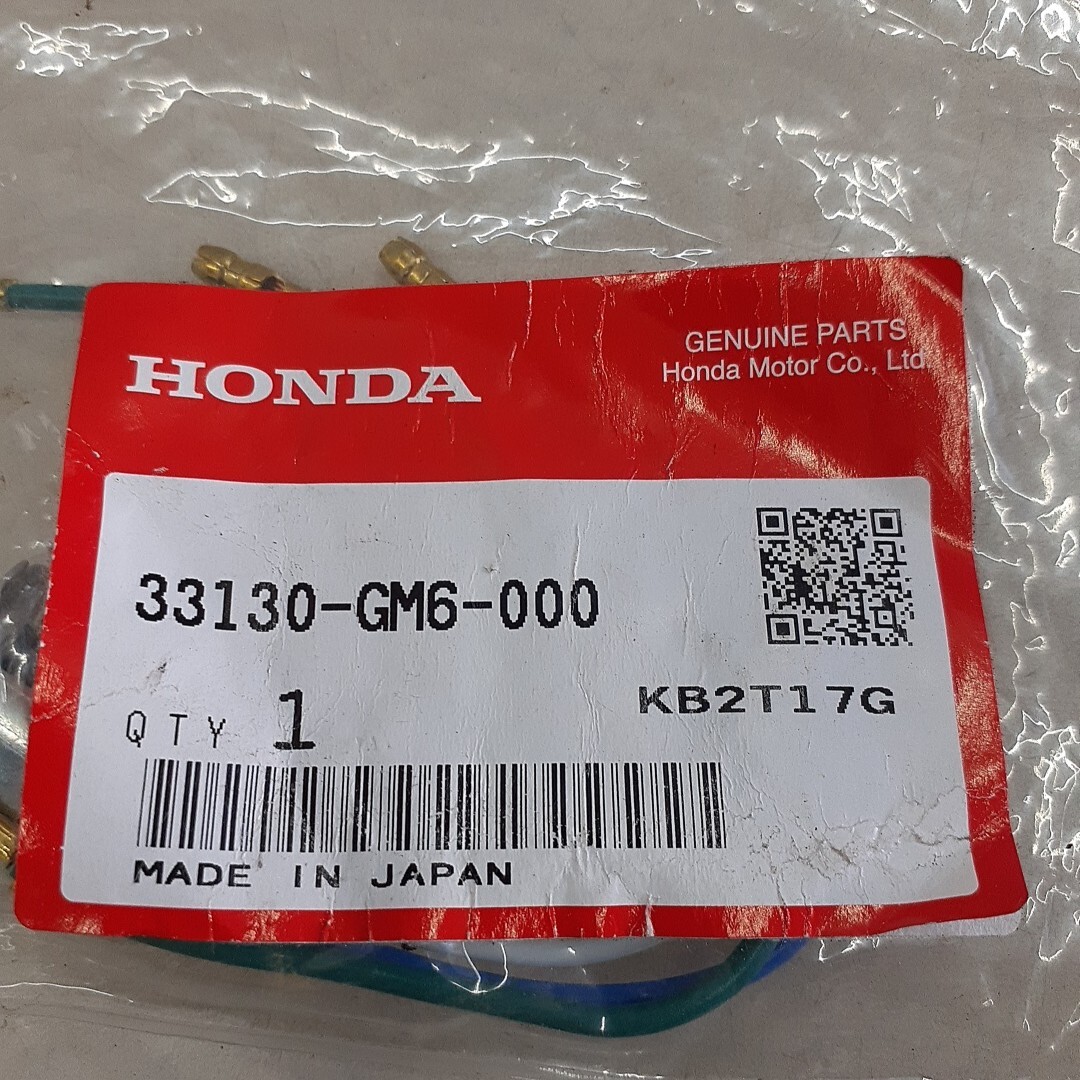 GENUINE PARTS
HONDA
Honda Motor Co., Ltd.
33130-GM6-000
KB2T17G
QTY 1
MADE IN JAPAN